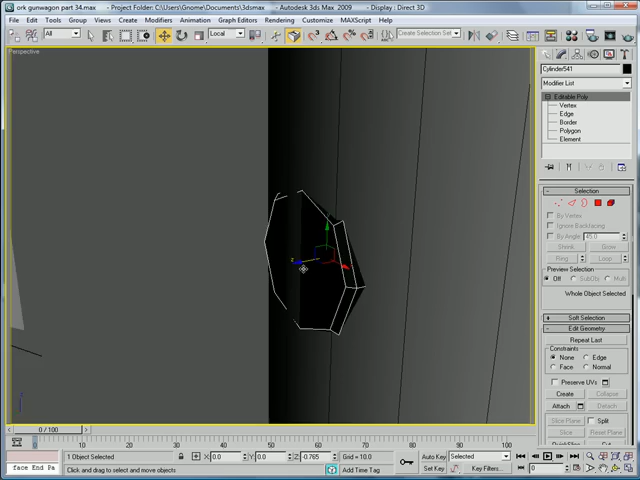 ork gunwagon part 34.max - Project Folder: C:\Users\Gnome\Documents\3dsmax - Autodesk 3ds Max 2009 - Display : Direct 3D
File Edit Tools Group Views Create Modifiers Animation Graph Editors Rendering Customize MAXScript Help
All Local Create Selection Se
Perspective
Cylinder541
Modifier List
Editable Poly
Vertex
Edge
Border
Polygon
Element
Selection
By Vertex
Ignore Backfacing
By Angle: 45.0
Shrink Grow
Ring Loop
Preview Selection
Off SubObj Multi
Whole Object Selected
Soft Selection
Edit Geometry
Repeat Last
Constraints
None Edge
Face Normal
Preserve UVs
Create Collapse
Attach Detach
Slice Plane Split
Slice Reset Plane
QuickSlice Cut
z
0 / 100
0 10 20 30 40 50 60 70 80 90 100
1 Object Selected X: 0.0 Y: 0.0 Z: -0.765 Grid = 10.0 Auto Key Selected
face End Pa Click and drag to select and move objects Add Time Tag Set Key Key Filters... 0